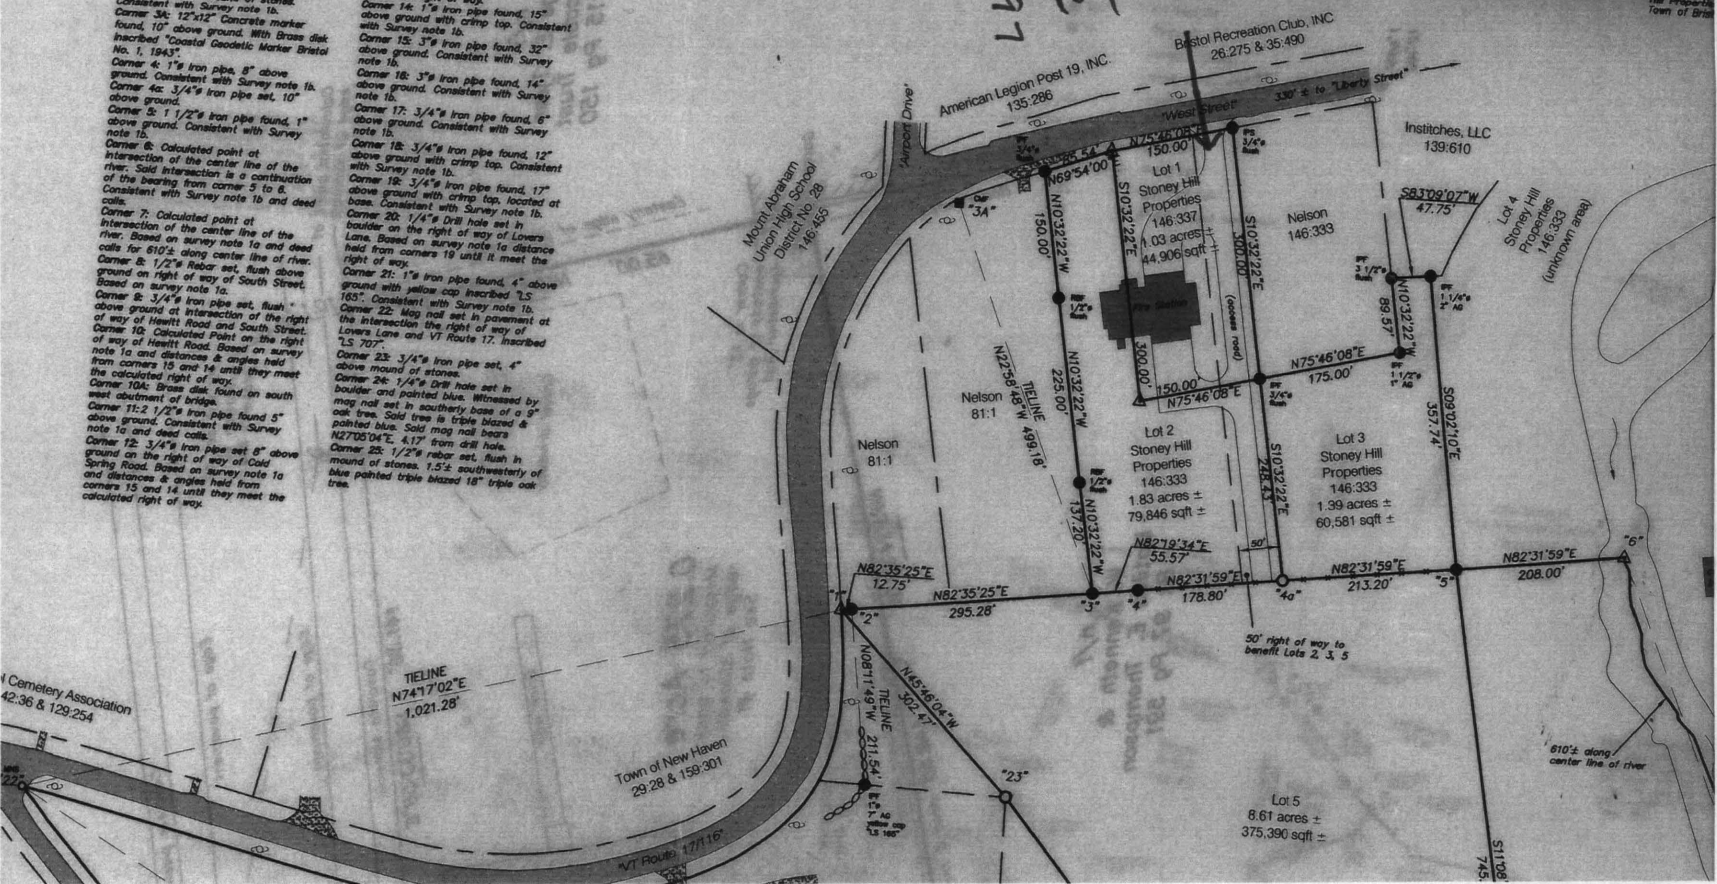 Consistent with Survey note 1b.
Corner 3A: 12"x12" Concrete marker
found, 10" above ground. With Brass disk
inscribed "Coastal Geodetic Marker Bristol
No. 1, 1943".
Corner 4: 1"ø Iron pipe, 8" above
ground. Consistent with Survey note 1b.
Corner 4a: 3/4"ø Iron pipe set, 10"
above ground.
Corner 5: 1 1/2"ø Iron pipe found, 1"
above ground. Consistent with Survey
note 1b.
Corner 6: Calculated point at
intersection of the center line of the
river. Said intersection is a continuation
of the bearing from corner 5 to 6.
Consistent with Survey note 1b and deed
calls.
Corner 7: Calculated point at
intersection of the center line of the
river. Based on survey note 1a and deed
calls for 610'± along center line of river.
Corner 8: 1/2"ø Rebar set, flush above
ground on right of way of South Street.
Based on survey note 1a.
Corner 9: 3/4"ø Iron pipe set, flush
above ground at intersection of the right
of way of Hewitt Road and South Street.
Corner 10: Calculated Point on the right
of way of Hewitt Road. Based on survey
note 1a and distances & angles held
from corners 15 and 14 until they meet
the calculated right of way.
Corner 10A: Brass disk found on south
west abutment of bridge.
Corner 11:2 1/2"ø Iron pipe found 5"
above ground. Consistent with Survey
note 1a and deed calls.
Corner 12: 3/4"ø Iron pipe set 8" above
ground on the right of way of Cold
Spring Road. Based on survey note 1a
and distances & angles held from
corners 15 and 14 until they meet the
calculated right of way.
Corner 14: 1"ø Iron pipe found, 15"
above ground with crimp top. Consistent
with Survey note 1b.
Corner 15: 3"ø Iron pipe found, 32"
above ground. Consistent with Survey
note 1b.
Corner 16: 3"ø Iron pipe found, 14"
above ground. Consistent with Survey
note 1b.
Corner 17: 3/4"ø Iron pipe found, 6"
above ground. Consistent with Survey
note 1b.
Corner 18: 3/4"ø Iron pipe found, 12"
above ground with crimp top. Consistent
with Survey note 1b.
Corner 19: 3/4"ø Iron pipe found, 17"
above ground with crimp top, located at
base. Consistent with Survey note 1b.
Corner 20: 1/4"ø Drill hole set in
boulder on the right of way of Lovers
Lane. Based on survey note 1a distance
held from corners 19 until it meet the
right of way.
Corner 21: 1"ø Iron pipe found, 4" above
ground with yellow cap inscribed "LS
165". Consistent with Survey note 1b.
Corner 22: Mag nail set in pavement at
the intersection the right of way of
Lovers Lane and VT Route 17. Inscribed
"LS 707".
Corner 23: 3/4"ø Iron pipe set, 4"
above mound of stones.
Corner 24: 1/4"ø Drill hole set in
boulder and painted blue. Witnessed by
mag nail set in southerly base of a 9"
oak tree. Said tree is triple blazed &
painted blue. Said mag nail bears
N27°05'04"E, 4.17' from drill hole.
Corner 25: 1/2"ø rebar set, flush in
mound of stones. 1.5'± southwesterly of
blue painted triple blazed 18" triple oak
tree.
Town of
Bristol Recreation Club, INC
26:275 & 35:490
American Legion Post 19, INC.
135:286
"Airport Drive"
"West Street"
330' ± to "Liberty Street"
Institches, LLC
139:610
Mount Abraham
Union High School
District No. 28
146:455
"3A"
N69°54'00"
85.54'
N75°46'08"E
150.00'
Lot 1
Stoney Hill
Properties
146:337
1.03 acres ±
44,906 sqft ±
Fire Station
S10°32'22"E
300.00'
S10°32'22"E
300.00'
(access road)
Nelson
146:333
S83°09'07"W
47.75'
Lot 4
Stoney Hill
Properties
146:333
(unknown area)
N10°32'22"W
150.00'
N10°32'22"W
225.00'
N10°32'22"W
137.20'
N10°32'22"W
89.57'
N75°46'08"E
175.00'
150.00'
N75°46'08"E
TIELINE
N22°58'48"W 499.18'
Nelson
81:1
Nelson
81:1
Lot 2
Stoney Hill
Properties
146:333
1.83 acres ±
79,846 sqft ±
S10°32'22"E
248.43'
Lot 3
Stoney Hill
Properties
146:333
1.39 acres ±
60,581 sqft ±
S09°02'10"E
357.74'
N82°35'25"E
12.75'
N82°35'25"E
295.28'
N82°19'34"E
55.57'
N82°31'59"E
178.80'
50'
N82°31'59"E
213.20'
N82°31'59"E
208.00'
"1"
"2"
"3"
"4"
"4a"
"5"
"6"
50' right of way to
benefit Lots 2, 3, 5
TIELINE
N74°17'02"E
1,021.28'
Cemetery Association
42:36 & 129:254
Town of New Haven
29:28 & 159:301
TIELINE
N08°11'49"W 211.54'
N45°46'04"W
302.47'
"23"
yellow cap
"LS 165"
"VT Route 17/116"
Lot 5
8.61 acres ±
375,390 sqft ±
610'± along
center line of river